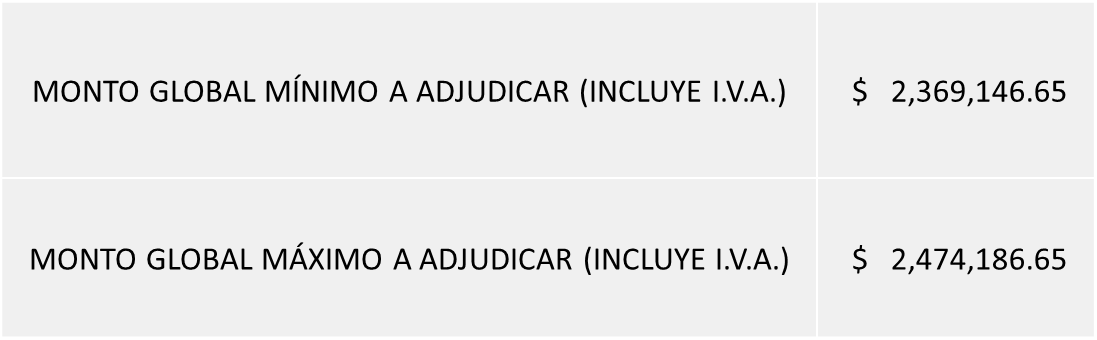 MONTO GLOBAL MÍNIMO A ADJUDICAR (INCLUYE I.V.A.) $ 2,369,146.65
MONTO GLOBAL MÁXIMO A ADJUDICAR (INCLUYE I.V.A.) $ 2,474,186.65